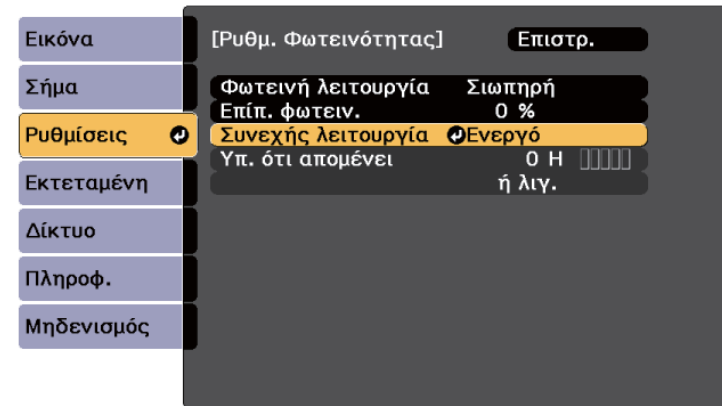 Εικόνα
Σήμα
Ρυθμίσεις
Εκτεταμένη
Δίκτυο
Πληροφ.
Μηδενισμός
[Ρυθμ. Φωτεινότητας] Επιστρ.
Φωτεινή λειτουργία Σιωπηρή
Επίπ. φωτειν. 0 %
Συνεχής λειτουργία Ενεργό
Υπ. ότι απομένει 0 H
ή λιγ.